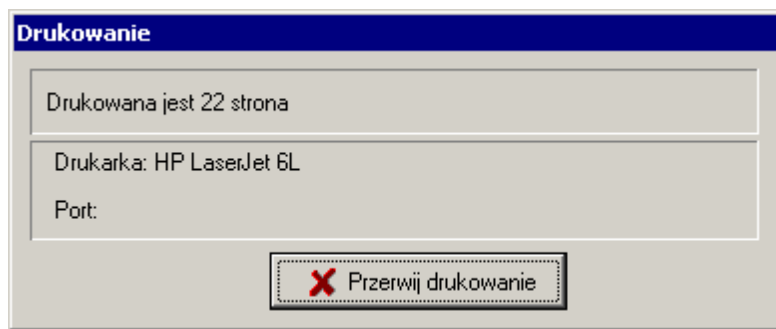 Drukowanie
Drukowana jest 22 strona
Drukarka: HP LaserJet 6L
Port:
Przerwij drukowanie